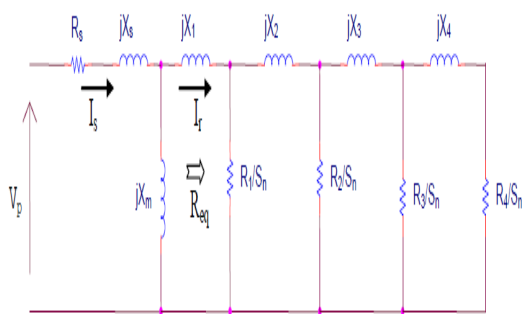 Rs jXs jX1 jX2 jX3 jX4
Is Ir
Vp jXm Req R1/Sn R2/Sn R3/Sn R4/Sn